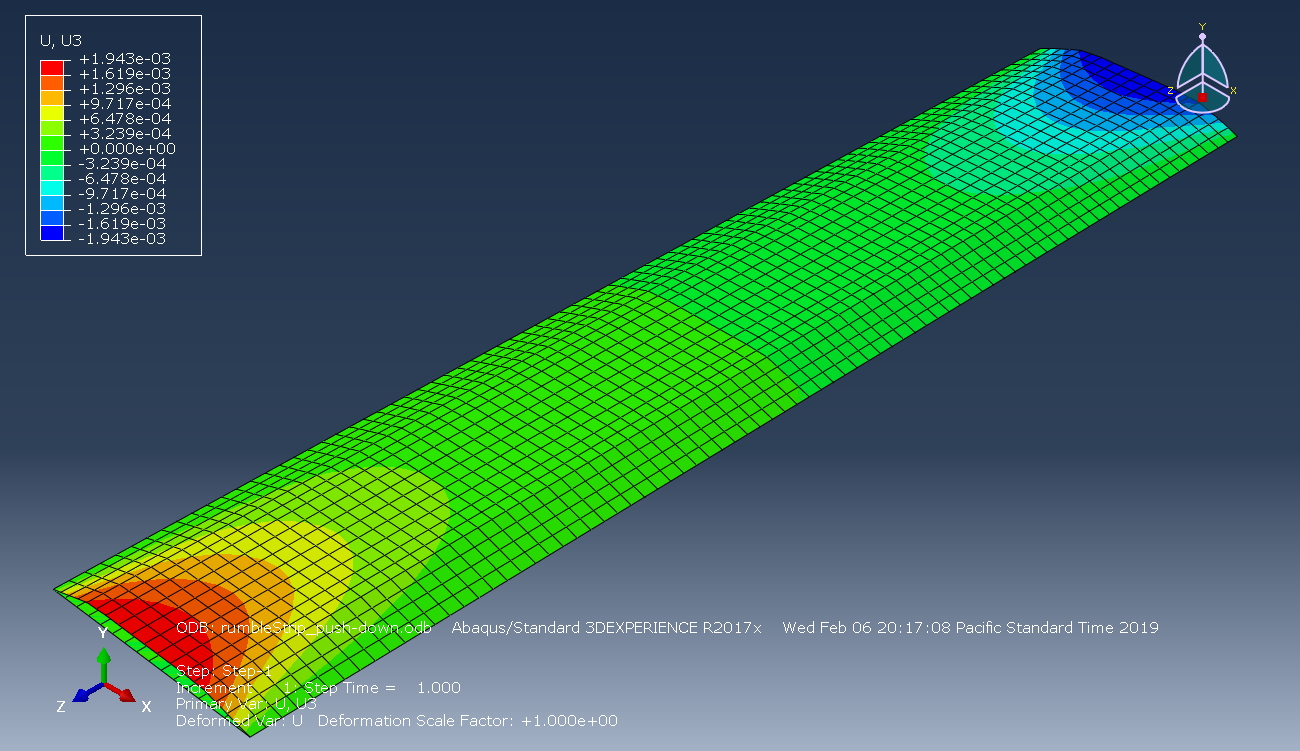 U, U3
+1.943e-03
+1.619e-03
+1.296e-03
+9.717e-04
+6.478e-04
+3.239e-04
+0.000e+00
-3.239e-04
-6.478e-04
-9.717e-04
-1.296e-03
-1.619e-03
-1.943e-03
Y
Z X
ODB: rumbleStrip_push-down.odb Abaqus/Standard 3DEXPERIENCE R2017x Wed Feb 06 20:17:08 Pacific Standard Time 2019
Y
Step: Step-1
Increment 1: Step Time = 1.000
Z X
Primary Var: U, U3
Deformed Var: U Deformation Scale Factor: +1.000e+00